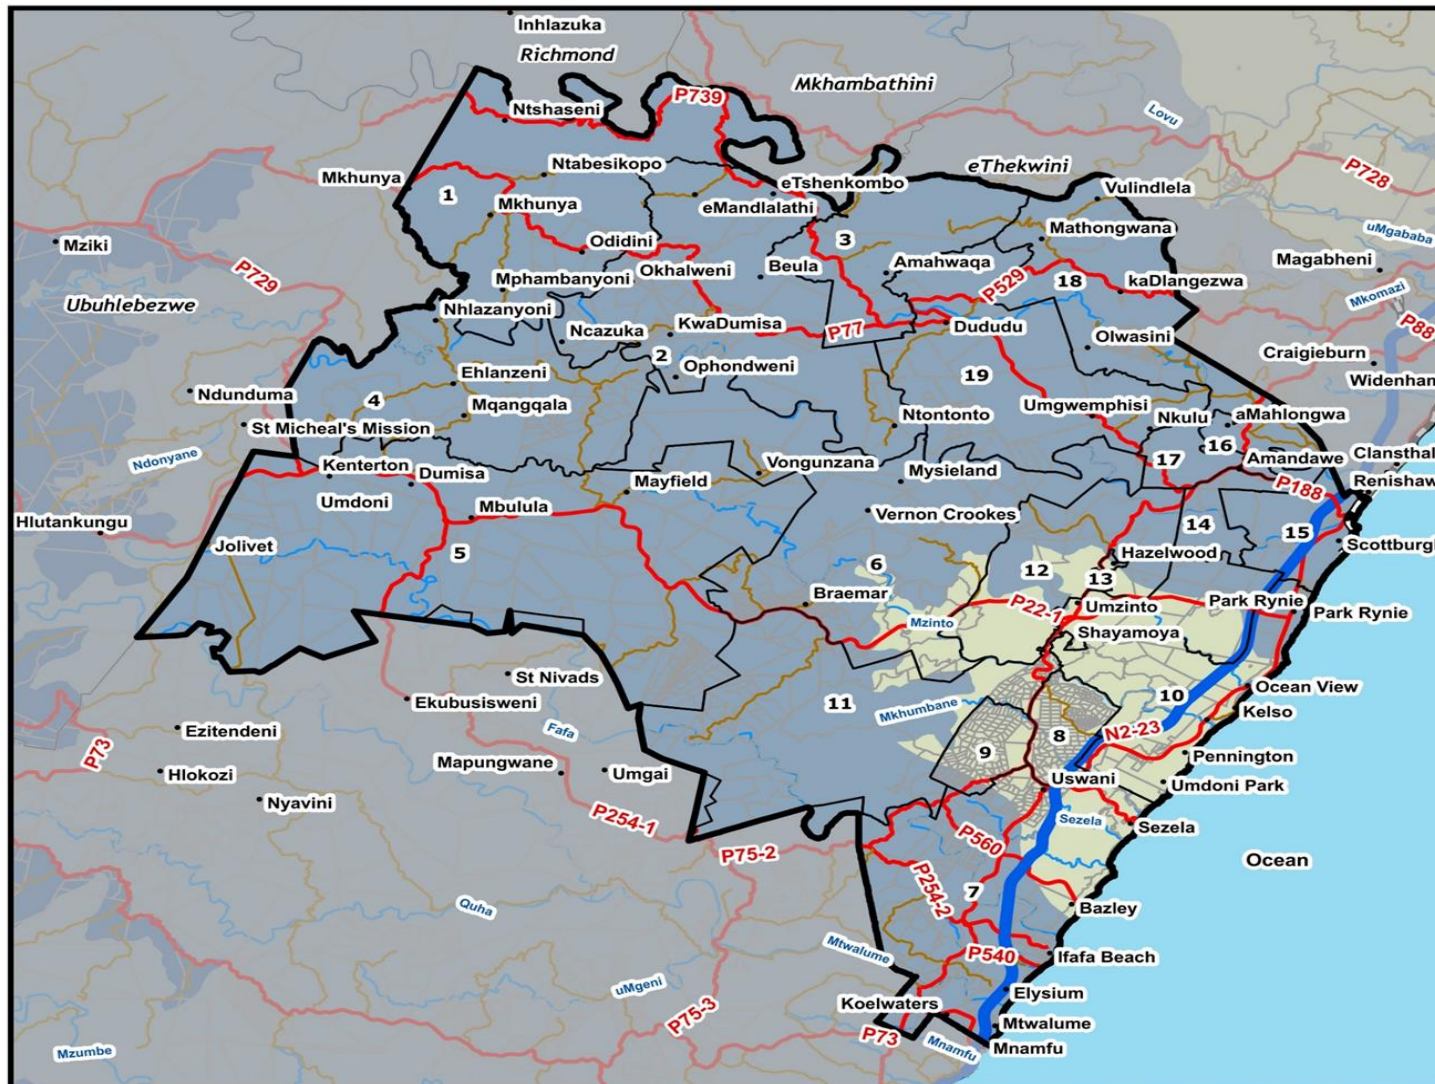 Inhlazuka
Richmond
Mkhambathini
P739
Ntshaseni
Lovu
eThekwini
P728
Mkhunya
Ntabesikopo
eTshenkombo
Vulindlela
1
eMandlalathi
Mkhunya
Mziki
Odidini
3
Mathongwana
uMgababa
P729
Okhalweni
Beula
Amahwaqa
Magabheni
Mphambanyoni
P529
18
kaDlangezwa
Mkomazi
Ubuhlebezwe
Nhlazanyoni
Ncazuka
KwaDumisa
P77
Dududu
P88
Olwasini
Craigieburn
2
Ophondweni
Ehlanzeni
19
Widenham
Ndunduma
4
Mqangqala
Ntontonto
Umgwemphisi
Nkulu
aMahlongwa
St Micheal's Mission
16
Ndonyane
Kenterton
Dumisa
Vongunzana
Mysieland
17
Amandawe
Clansthal
Umdoni
Mayfield
P188
Renishaw
Hlutankungu
Mbulula
Vernon Crookes
14
15
Jolivet
5
Hazelwood
Scottburgh
6
12
13
Braemar
P22-1
Umzinto
Park Rynie
Park Rynie
Mzinto
Shayamoya
St Nivads
Ocean View
Ekubusisweni
11
10
Mkhumbane
Kelso
Ezitendeni
Fafa
8
N2-23
P73
9
Pennington
Hlokozi
Mapungwane
Umgai
Uswani
Umdoni Park
Nyavini
P254-1
Sezela
Sezela
P560
P75-2
Ocean
P254-2
7
Quha
Bazley
Mtwalume
P540
Ifafa Beach
uMgeni
Elysium
Koelwaters
P75-3
Mtwalume
P73
Mzumbe
Mnamfu
Mnamfu